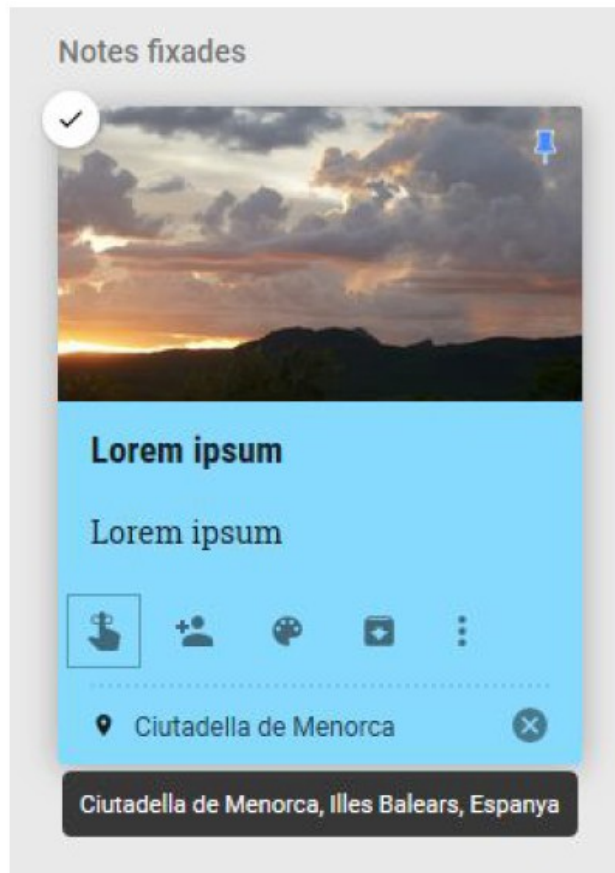 Notes fixades
Lorem ipsum
Lorem ipsum
Ciutadella de Menorca
Ciutadella de Menorca, Illes Balears, Espanya